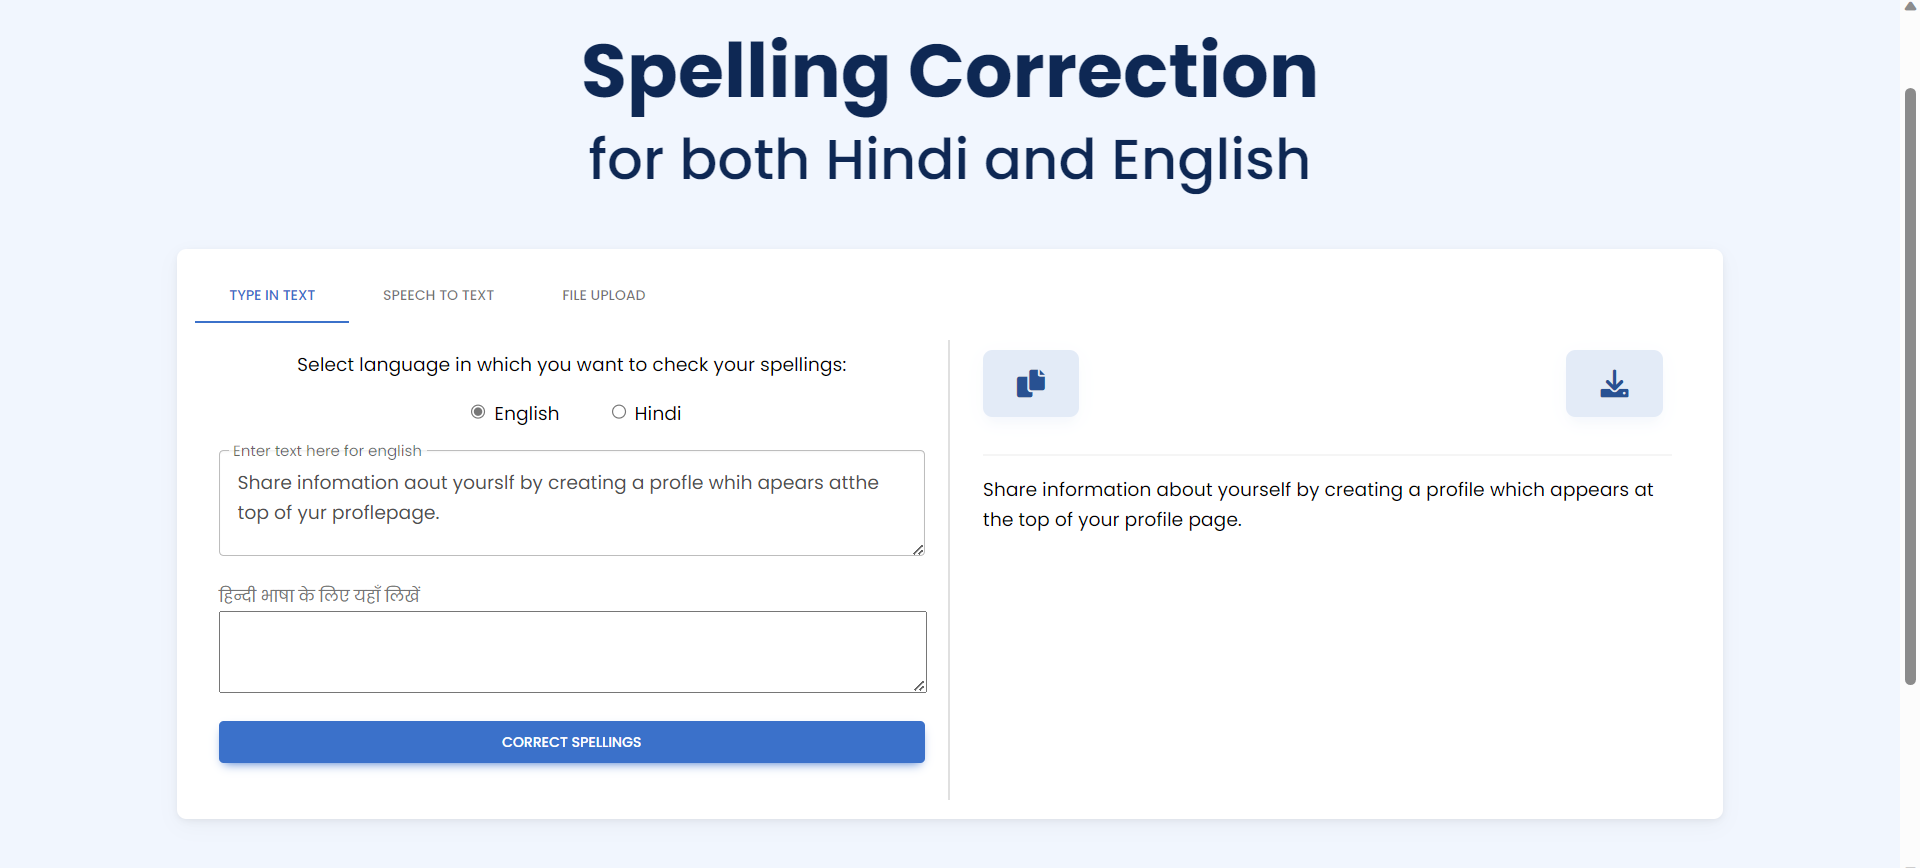 Spelling Correction
for both Hindi and English
TYPE IN TEXT
SPEECH TO TEXT
FILE UPLOAD
Select language in which you want to check your spellings:
English
Hindi
Enter text here for english
Share infomation aout yourslf by creating a profle whih apears atthe
top of yur proflepage.
हिन्दी भाषा के लिए यहाँ लिखें
CORRECT SPELLINGS
Share information about yourself by creating a profile which appears at
the top of your profile page.